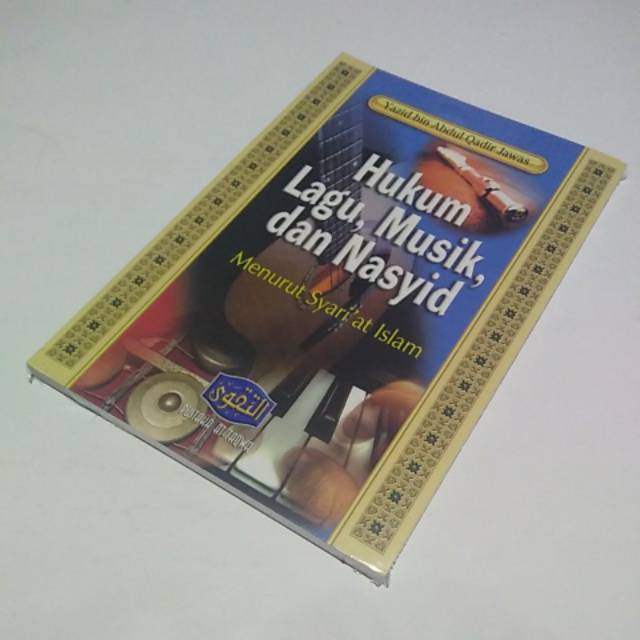 Yazid bin Abdul Qadir Jawas
Hukum
Lagu, Musik,
dan Nasyid
Menurut Syari'at Islam
التقوى